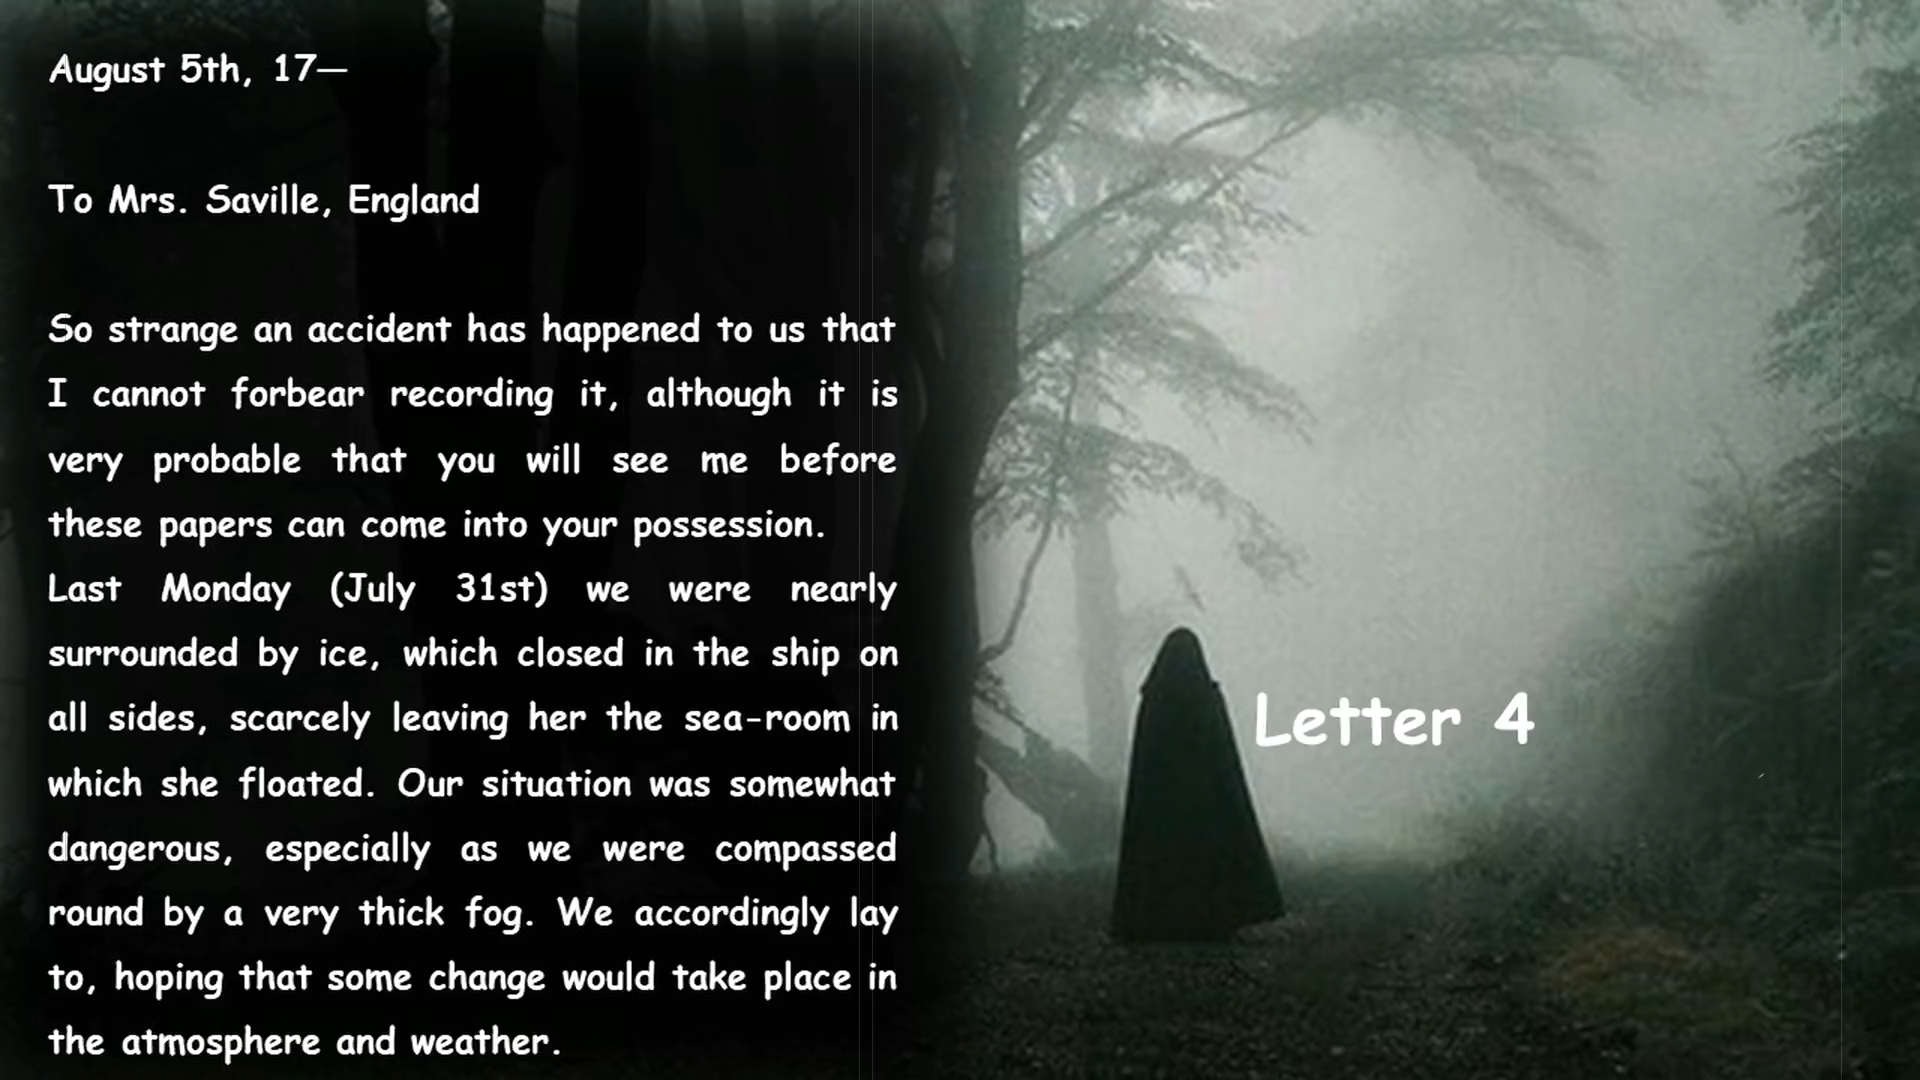 August 5th, 17—
To Mrs. Saville, England
So strange an accident has happened to us that
I cannot forbear recording it, although it is
very probable that you will see me before
these papers can come into your possession.
Last Monday (July 31st) we were nearly
surrounded by ice, which closed in the ship on
all sides, scarcely leaving her the sea-room in
which she floated. Our situation was somewhat
dangerous, especially as we were compassed
round by a very thick fog. We accordingly lay
to, hoping that some change would take place in
the atmosphere and weather.
Letter 4